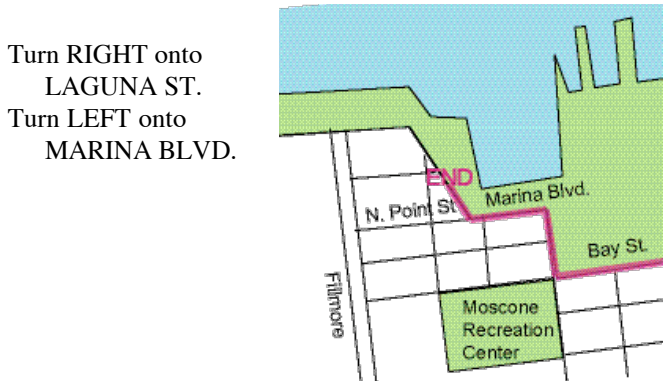 Turn RIGHT onto
LAGUNA ST.
Turn LEFT onto
MARINA BLVD.
END
Marina Blvd.
N. Point St
Bay St.
Fillmore
Moscone
Recreation
Center